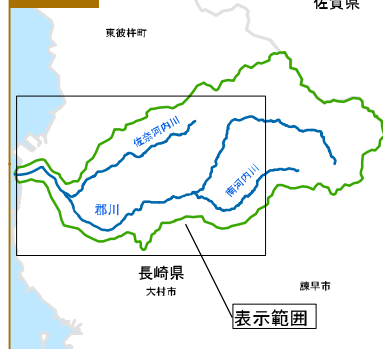 佐賀県
東彼杵町
佐奈河内川
南河内川
郡川
長崎県
大村市
諫早市
表示範囲